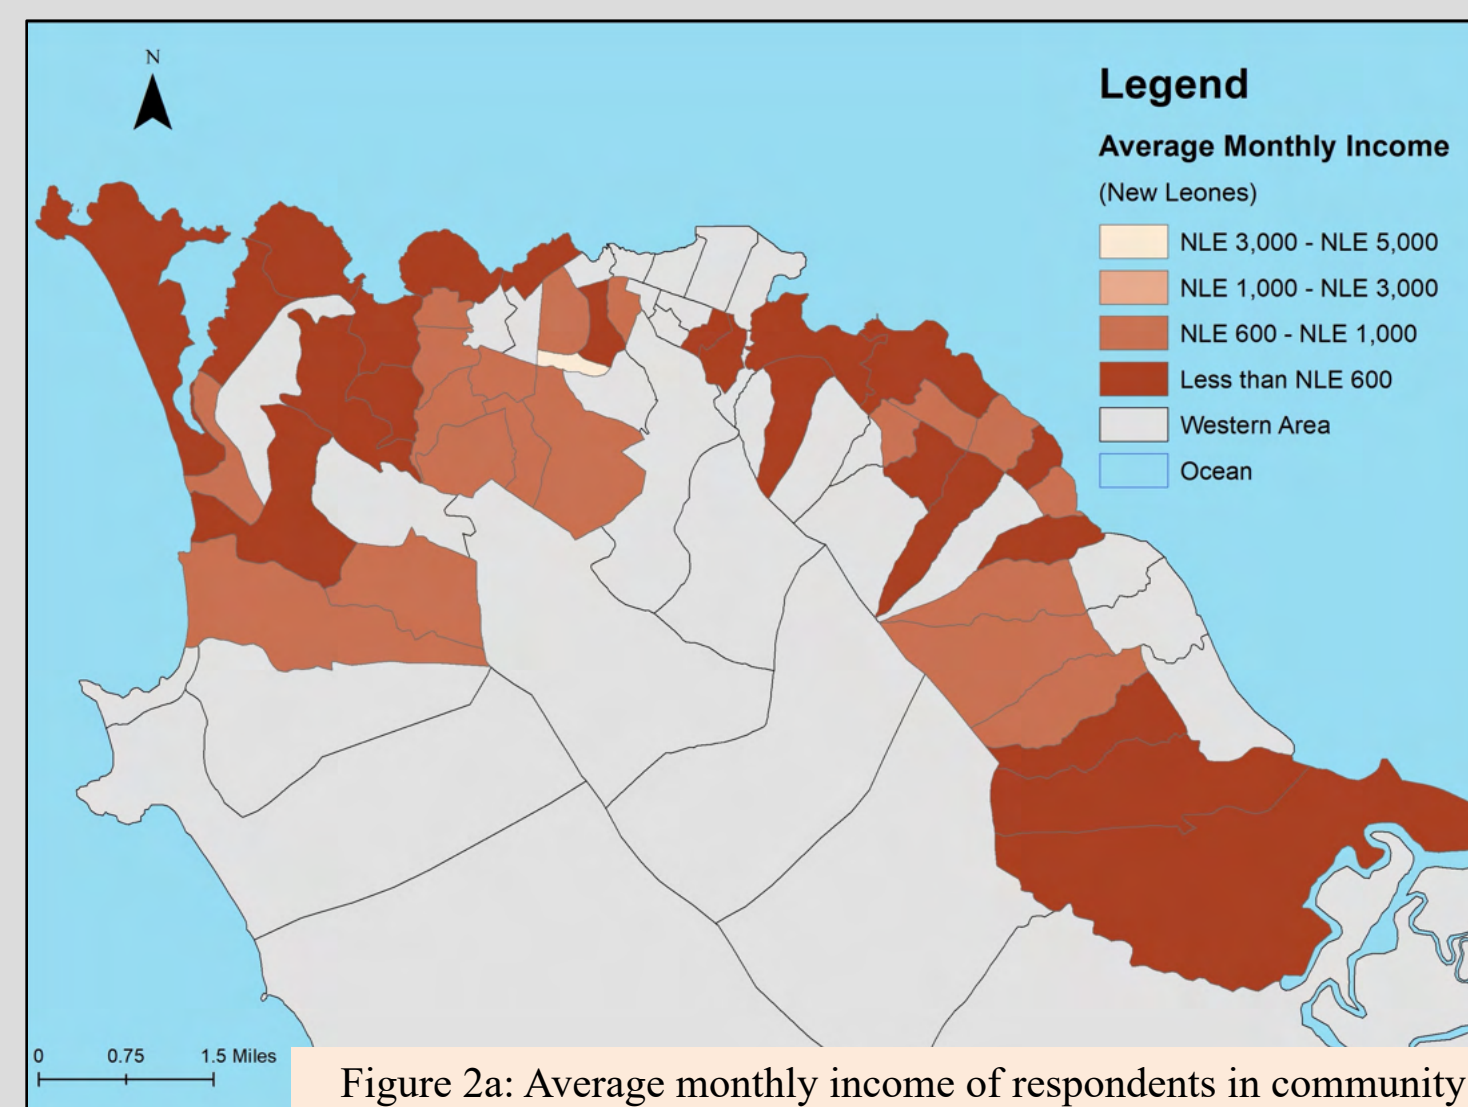 N
Legend
Average Monthly Income
(New Leones)
NLE 3,000 - NLE 5,000
NLE 1,000 - NLE 3,000
NLE 600 - NLE 1,000
Less than NLE 600
Western Area
Ocean
0 0.75 1.5 Miles
Figure 2a: Average monthly income of respondents in community